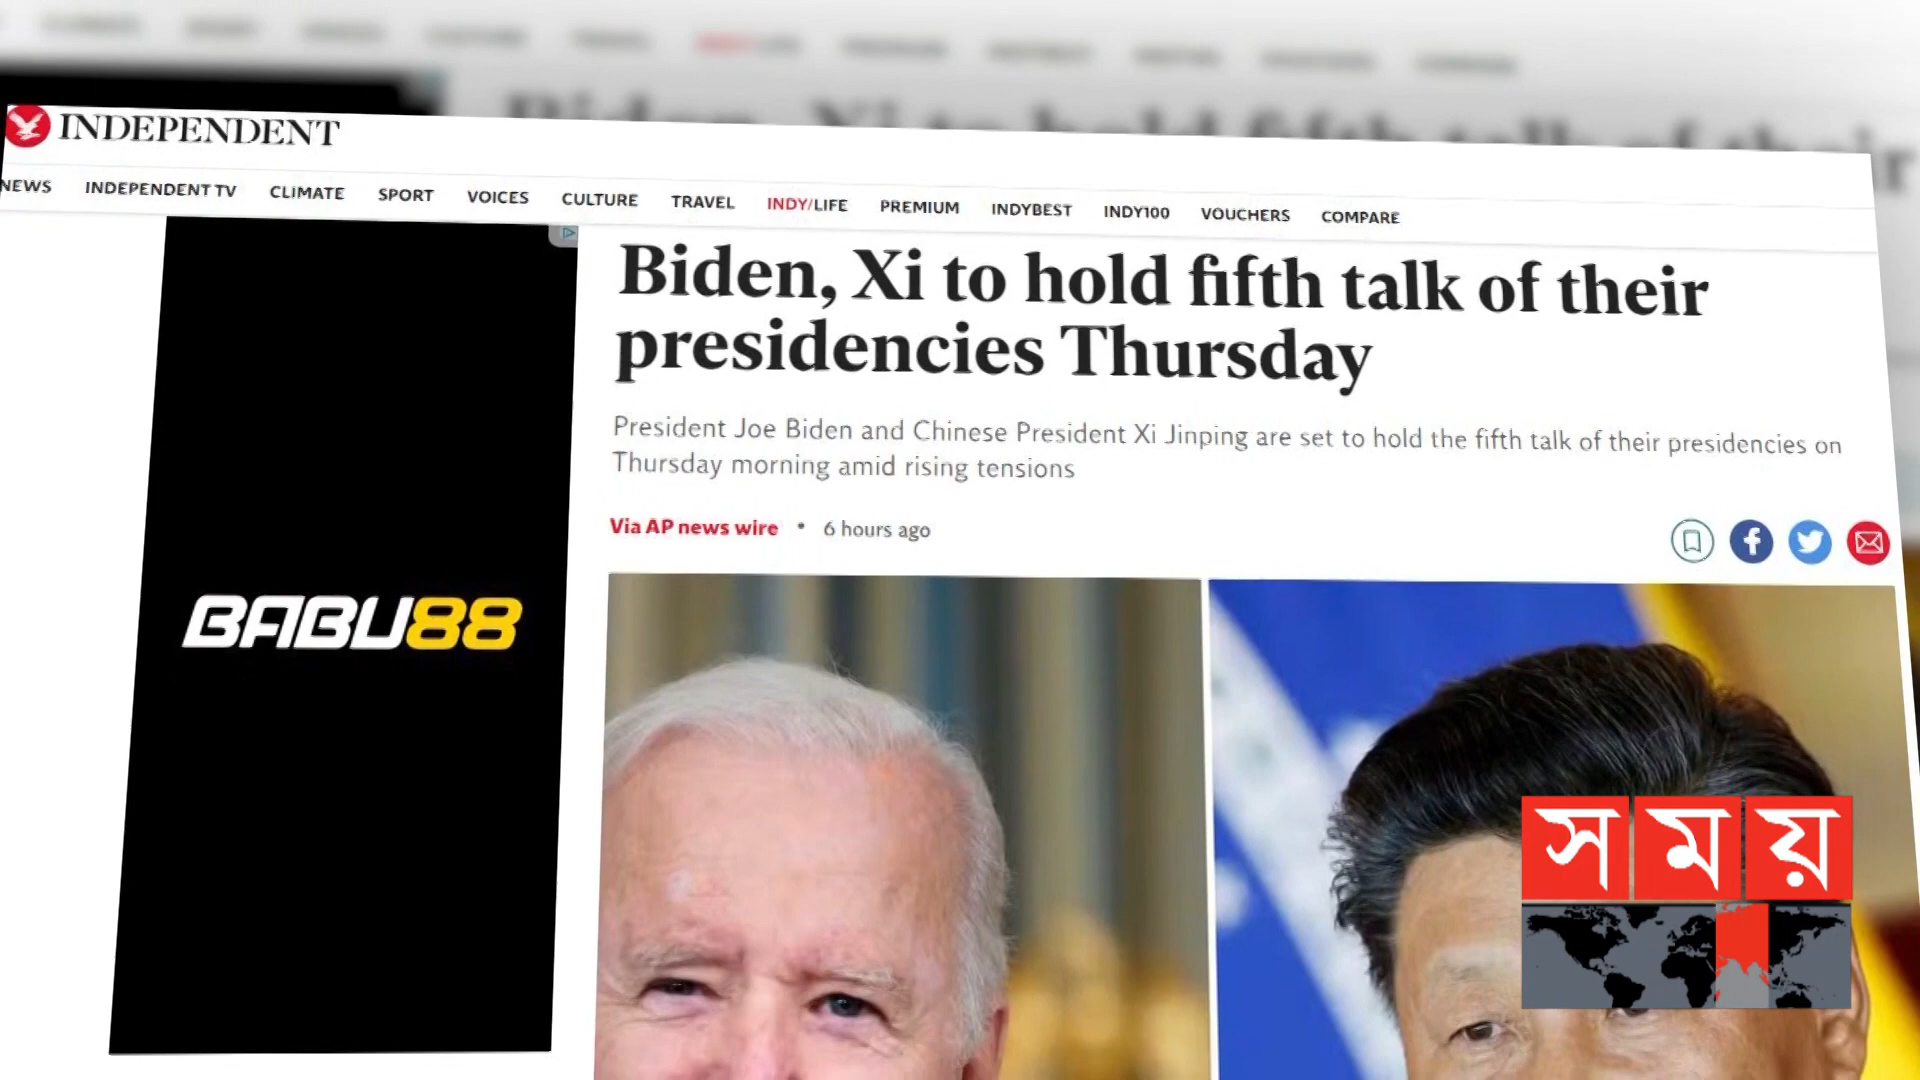 INDEPENDENT
NEWS INDEPENDENT TV CLIMATE SPORT VOICES CULTURE TRAVEL INDY/LIFE PREMIUM INDYBEST INDY100 VOUCHERS COMPARE
Biden, Xi to hold fifth talk of their
presidencies Thursday
President Joe Biden and Chinese President Xi Jinping are set to hold the fifth talk of their presidencies on
Thursday morning amid rising tensions
Via AP news wire • 6 hours ago
BABU88
সময়